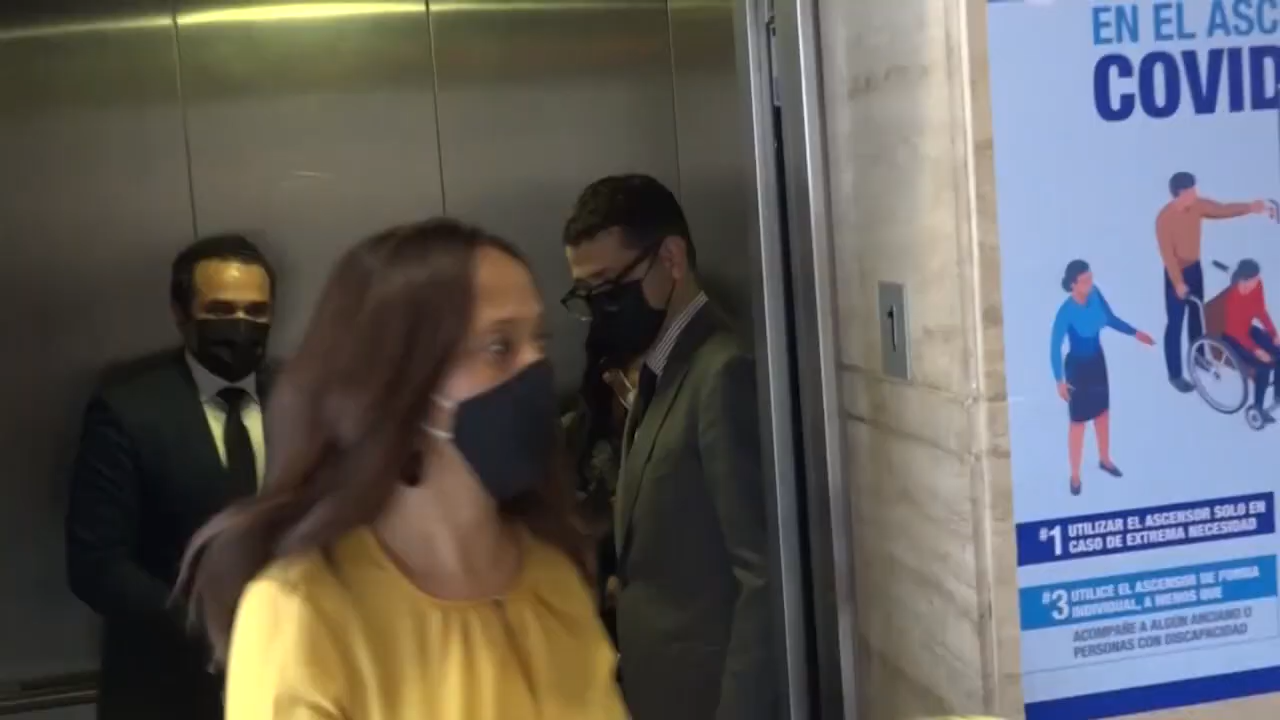 EN EL ASC
COVID
1
#1 UTILIZAR EL ASCENSOR SOLO EN
CASO DE EXTREMA NECESIDAD
#3 UTILICE EL ASCENSOR DE FORMA
INDIVIDUAL, A MENOS QUE
ACOMPAÑE A ALGÚN ANCIANO O
PERSONAS CON DISCAPACIDAD